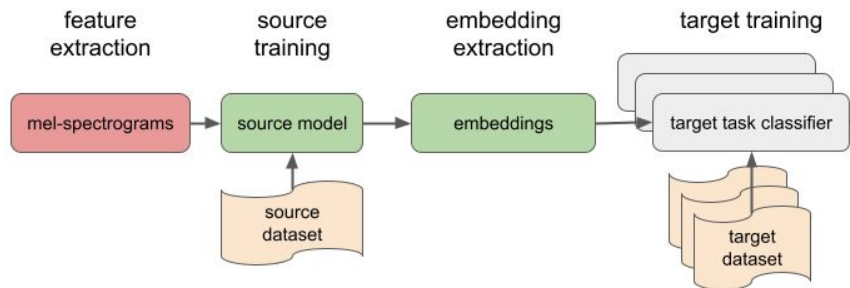 feature
extraction
source
training
embedding
extraction
target training
mel-spectrograms
source model
embeddings
target task classifier
source
dataset
target
dataset